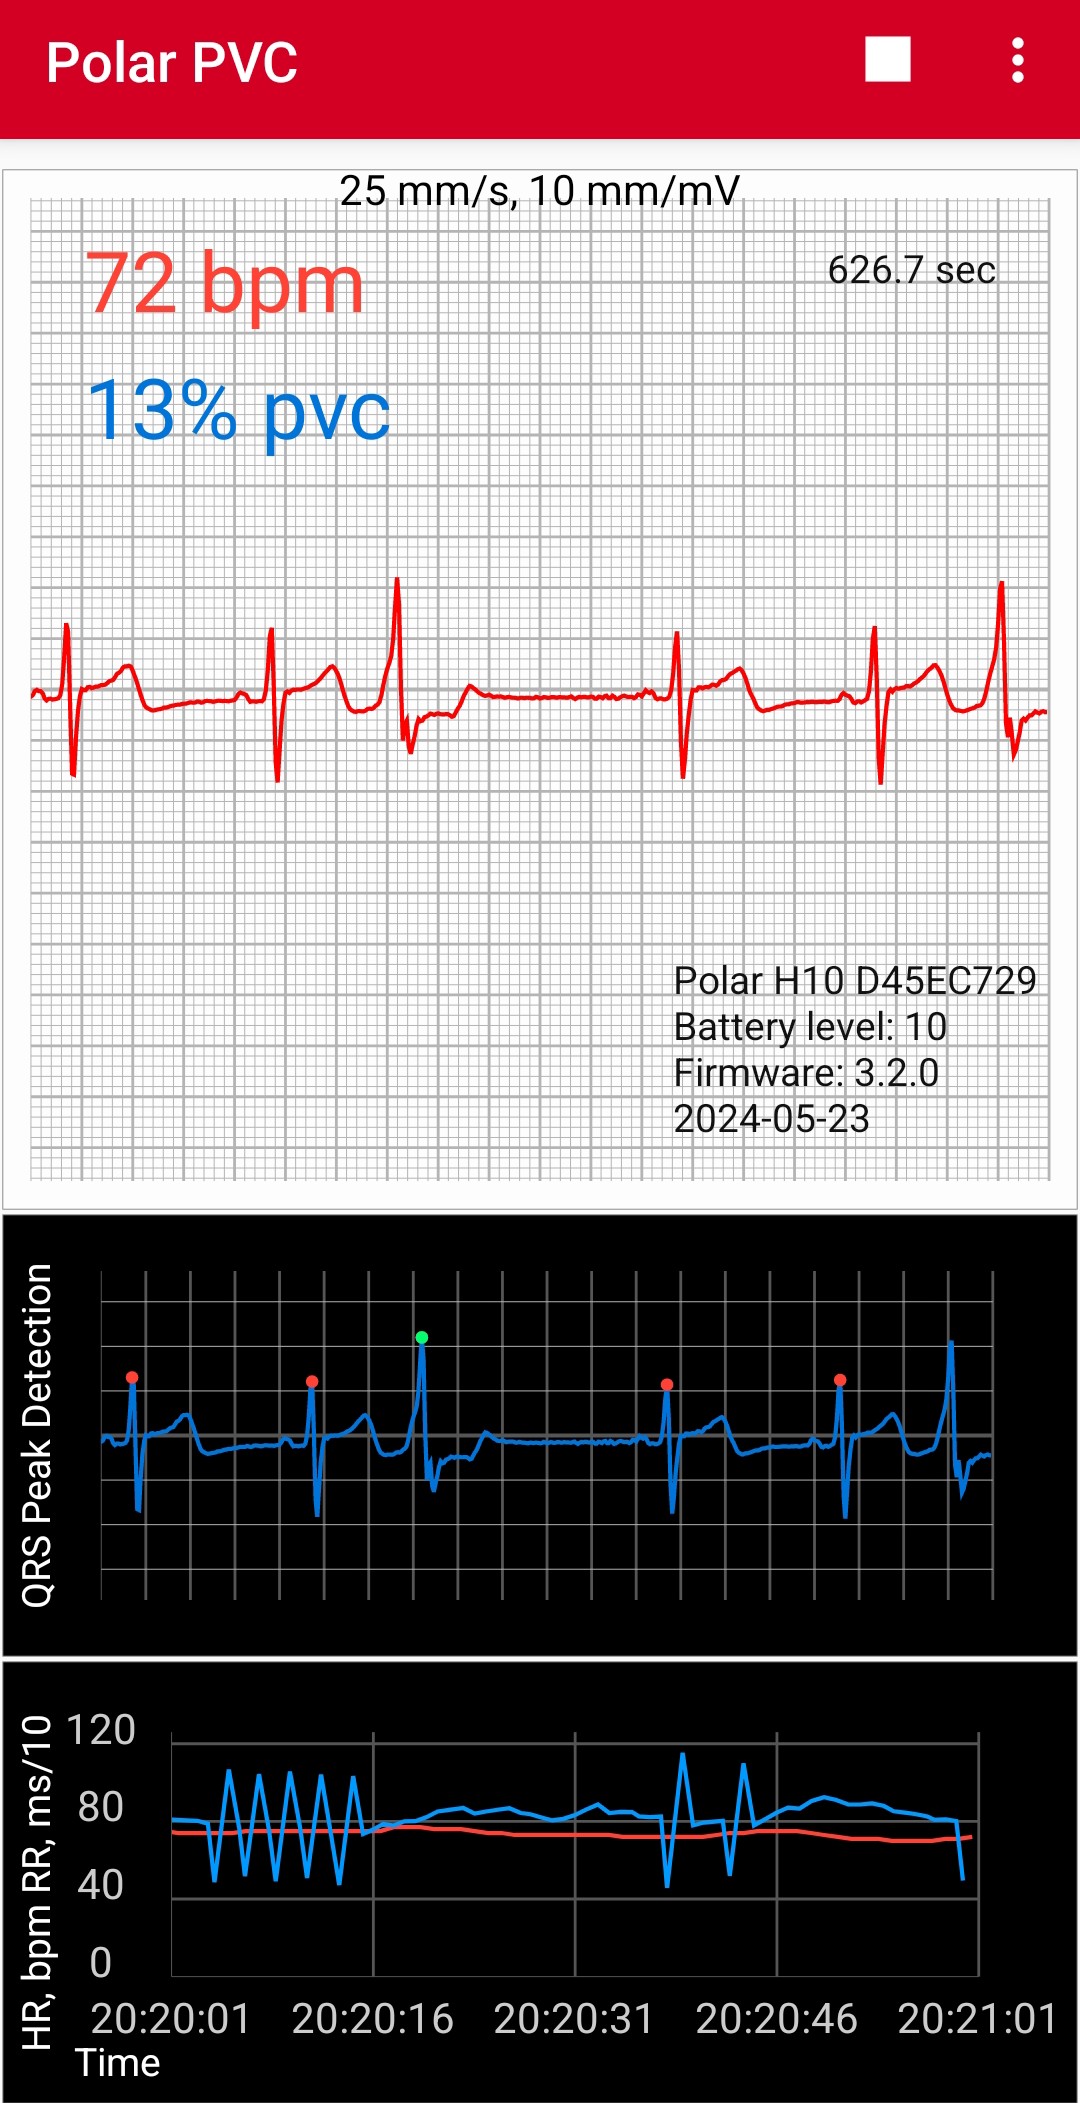 Polar PVC
25 mm/s, 10 mm/mV
72 bpm
626.7 sec
13% pvc
Polar H10 D45EC729
Battery level: 10
Firmware: 3.2.0
2024-05-23
QRS Peak Detection
HR, bpm RR, ms/10
120
80
40
0
20:20:01 20:20:16 20:20:31 20:20:46 20:21:01
Time